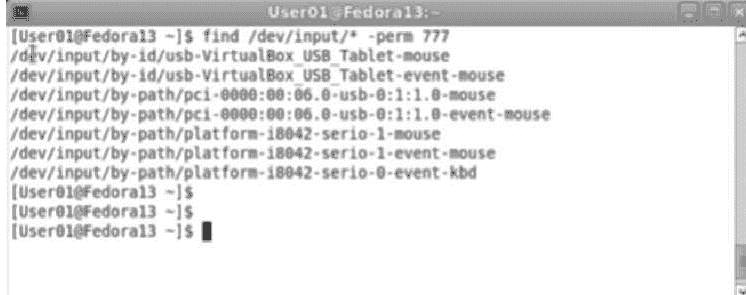 User01@Fedora13:~
[User01@Fedora13 ~]$ find /dev/input/* -perm 777
/dev/input/by-id/usb-VirtualBox_USB_Tablet-mouse
/dev/input/by-id/usb-VirtualBox_USB_Tablet-event-mouse
/dev/input/by-path/pci-0000:00:06.0-usb-0:1:1.0-mouse
/dev/input/by-path/pci-0000:00:06.0-usb-0:1:1.0-event-mouse
/dev/input/by-path/platform-i8042-serio-1-mouse
/dev/input/by-path/platform-i8042-serio-1-event-mouse
/dev/input/by-path/platform-i8042-serio-0-event-kbd
[User01@Fedora13 ~]$
[User01@Fedora13 ~]$
[User01@Fedora13 ~]$